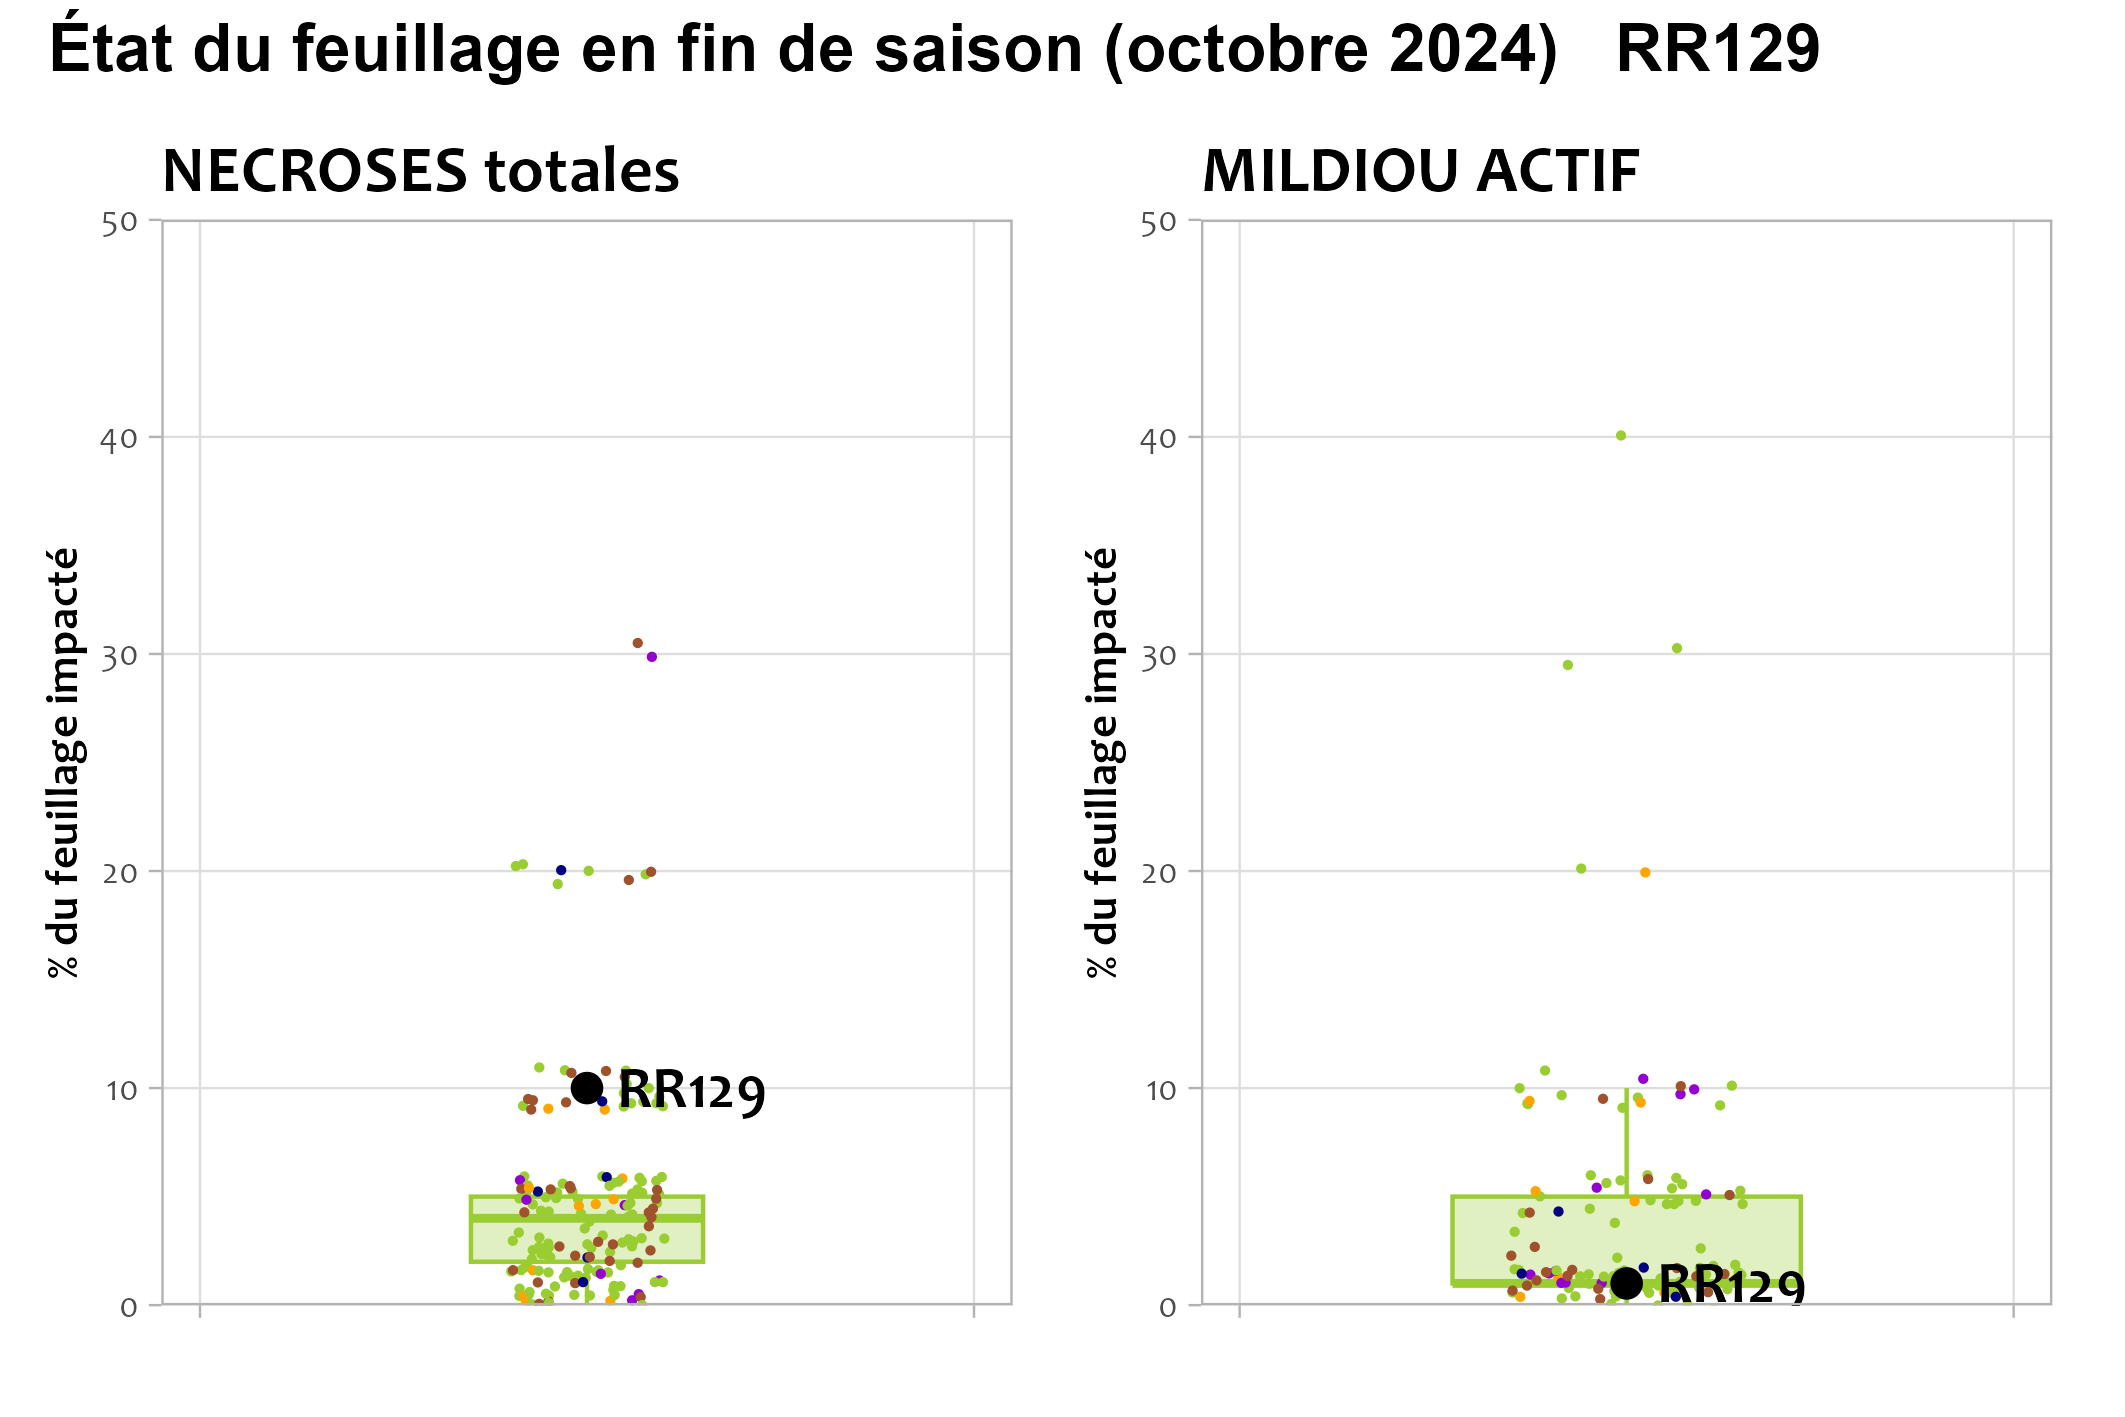 État du feuillage en fin de saison (octobre 2024) RR129
NECROSES totales
MILDIOU ACTIF
% du feuillage impacté
50
40
30
20
10
0
RR129
% du feuillage impacté
50
40
30
20
10
0
RR129